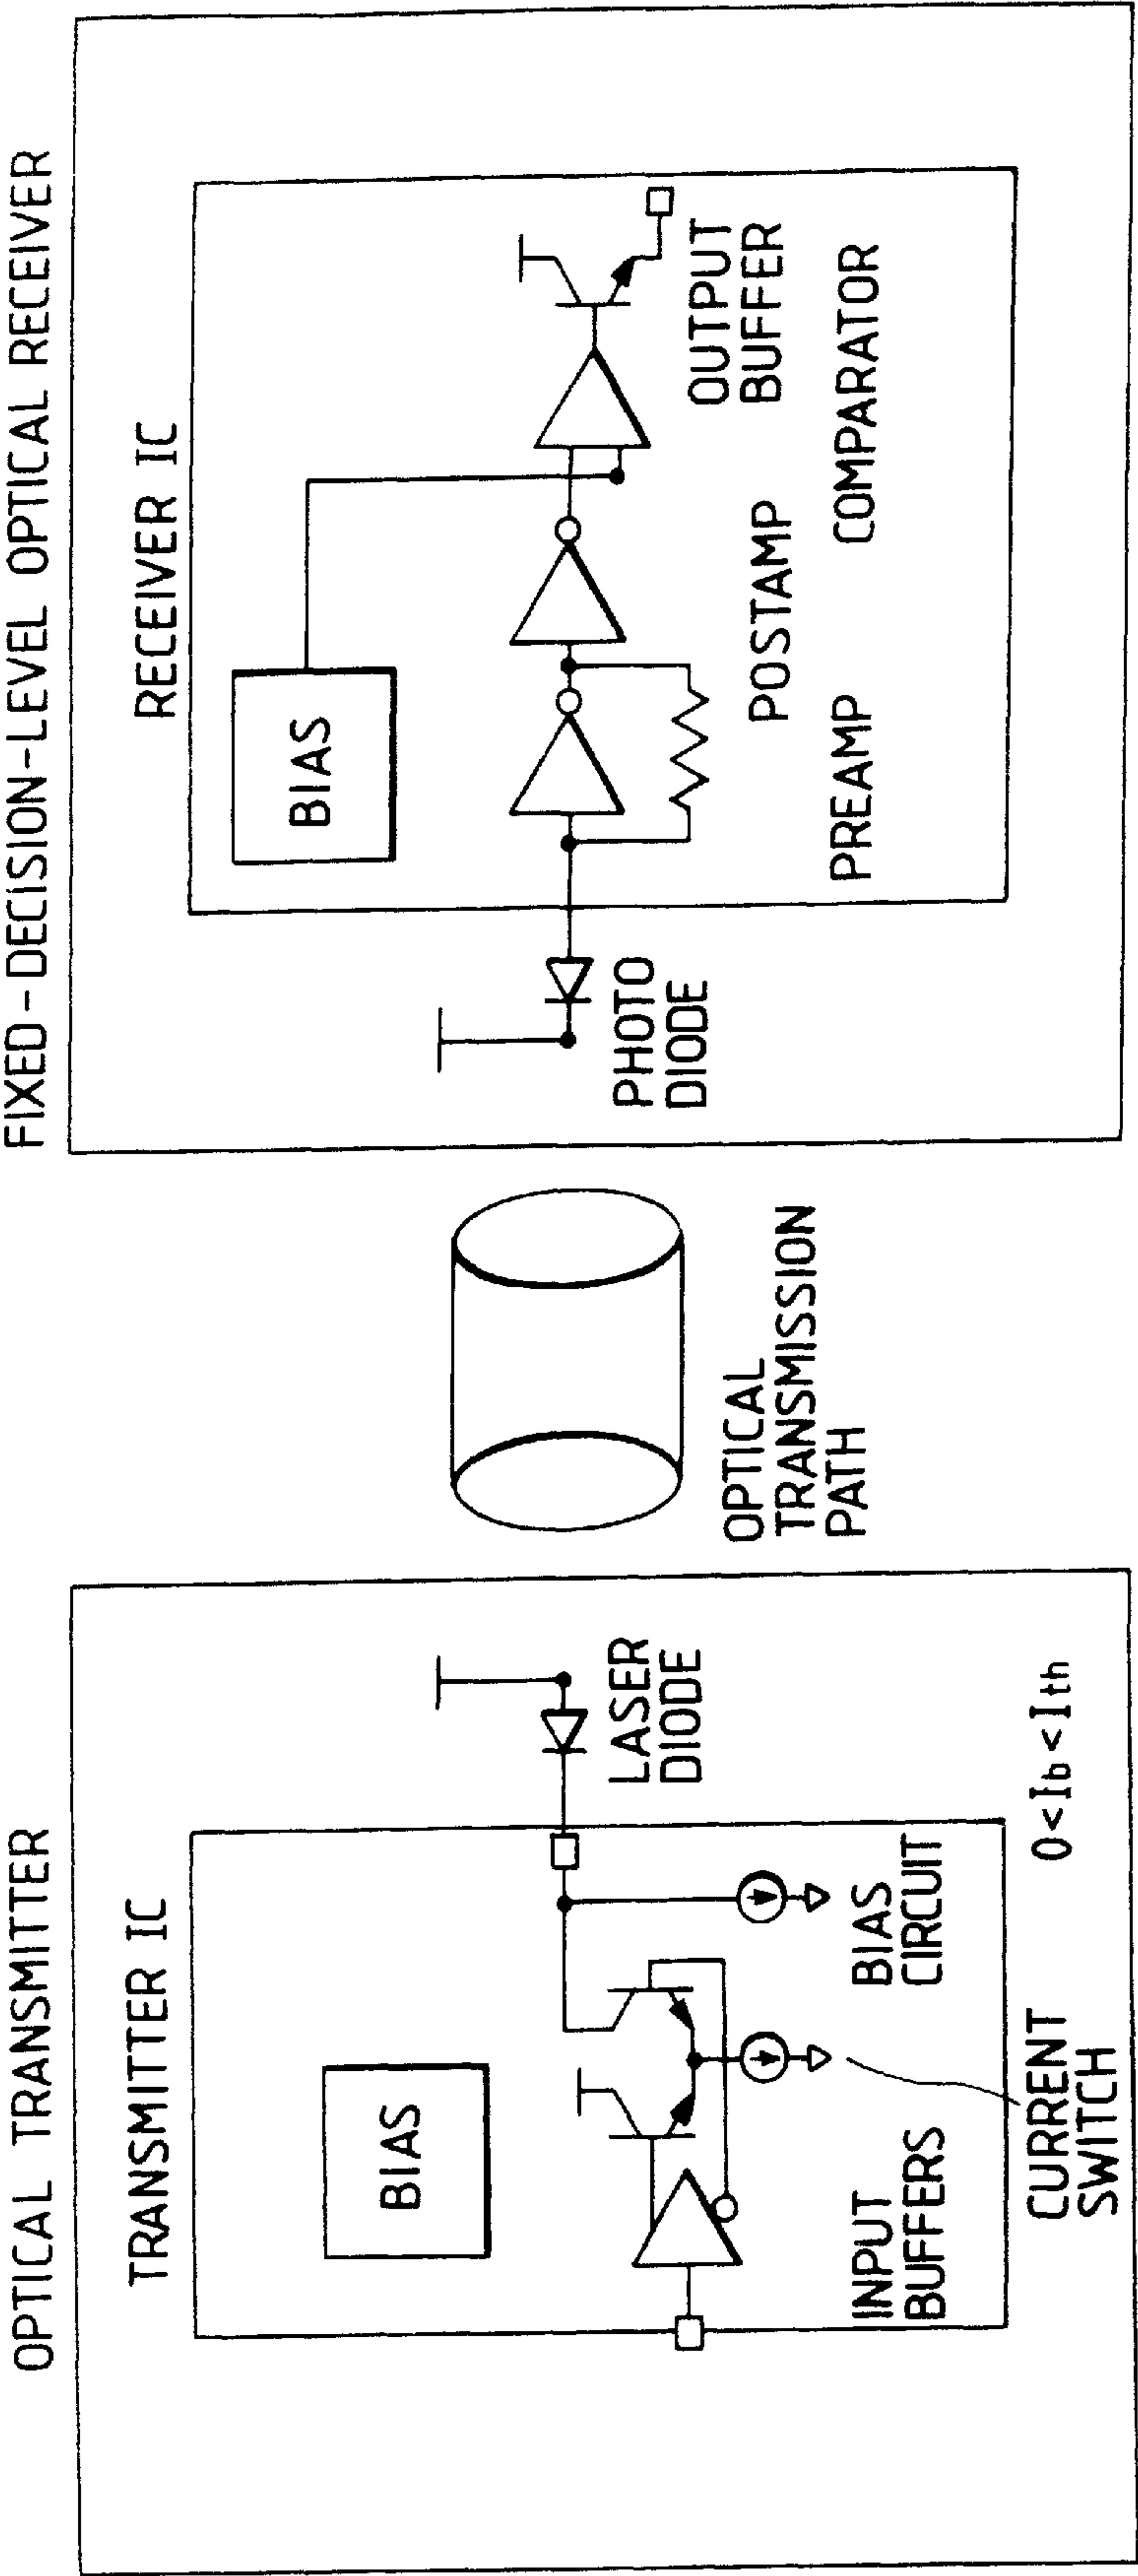 OPTICAL TRANSMITTER
TRANSMITTER IC
BIAS
INPUT
BUFFERS
BIAS
CIRCUIT
CURRENT
SWITCH
LASER
DIODE
0<Ib<Ith
OPTICAL
TRANSMISSION
PATH
FIXED-DECISION-LEVEL OPTICAL RECEIVER
RECEIVER IC
BIAS
PHOTO
DIODE
PREAMP
POSTAMP
COMPARATOR
OUTPUT
BUFFER